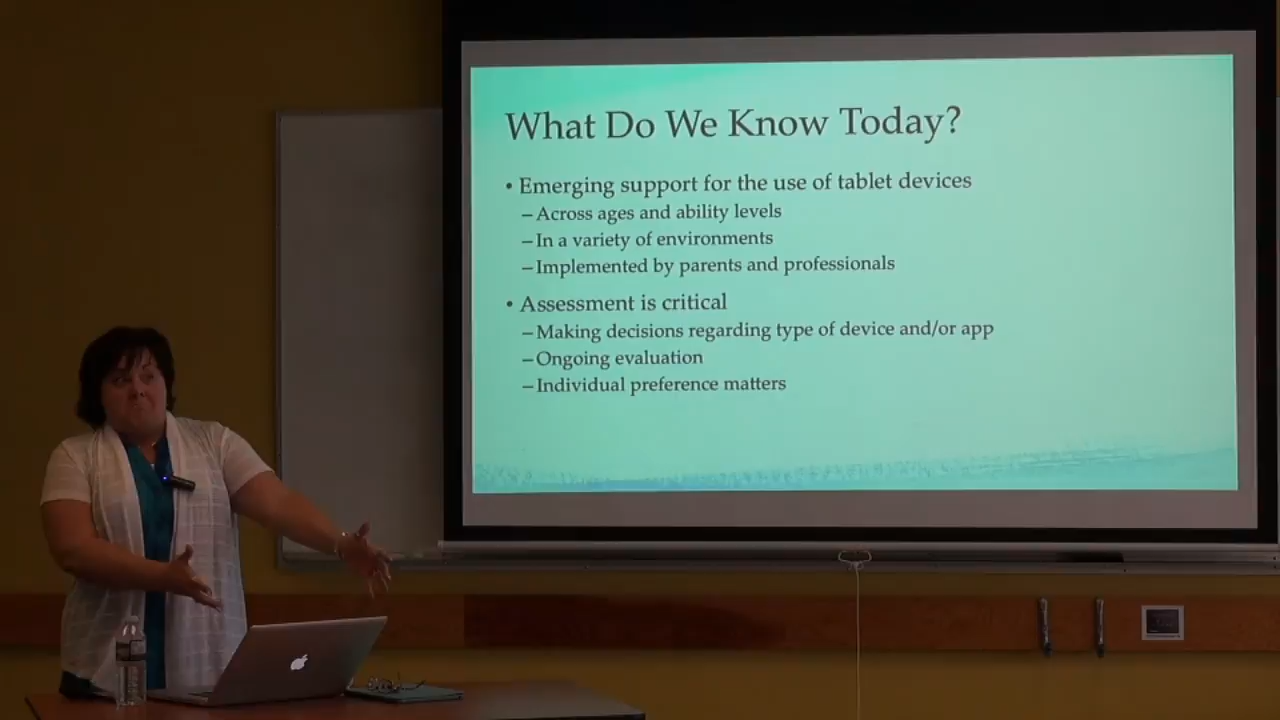 What Do We Know Today?
• Emerging support for the use of tablet devices
– Across ages and ability levels
– In a variety of environments
– Implemented by parents and professionals
• Assessment is critical
– Making decisions regarding type of device and/or app
– Ongoing evaluation
– Individual preference matters